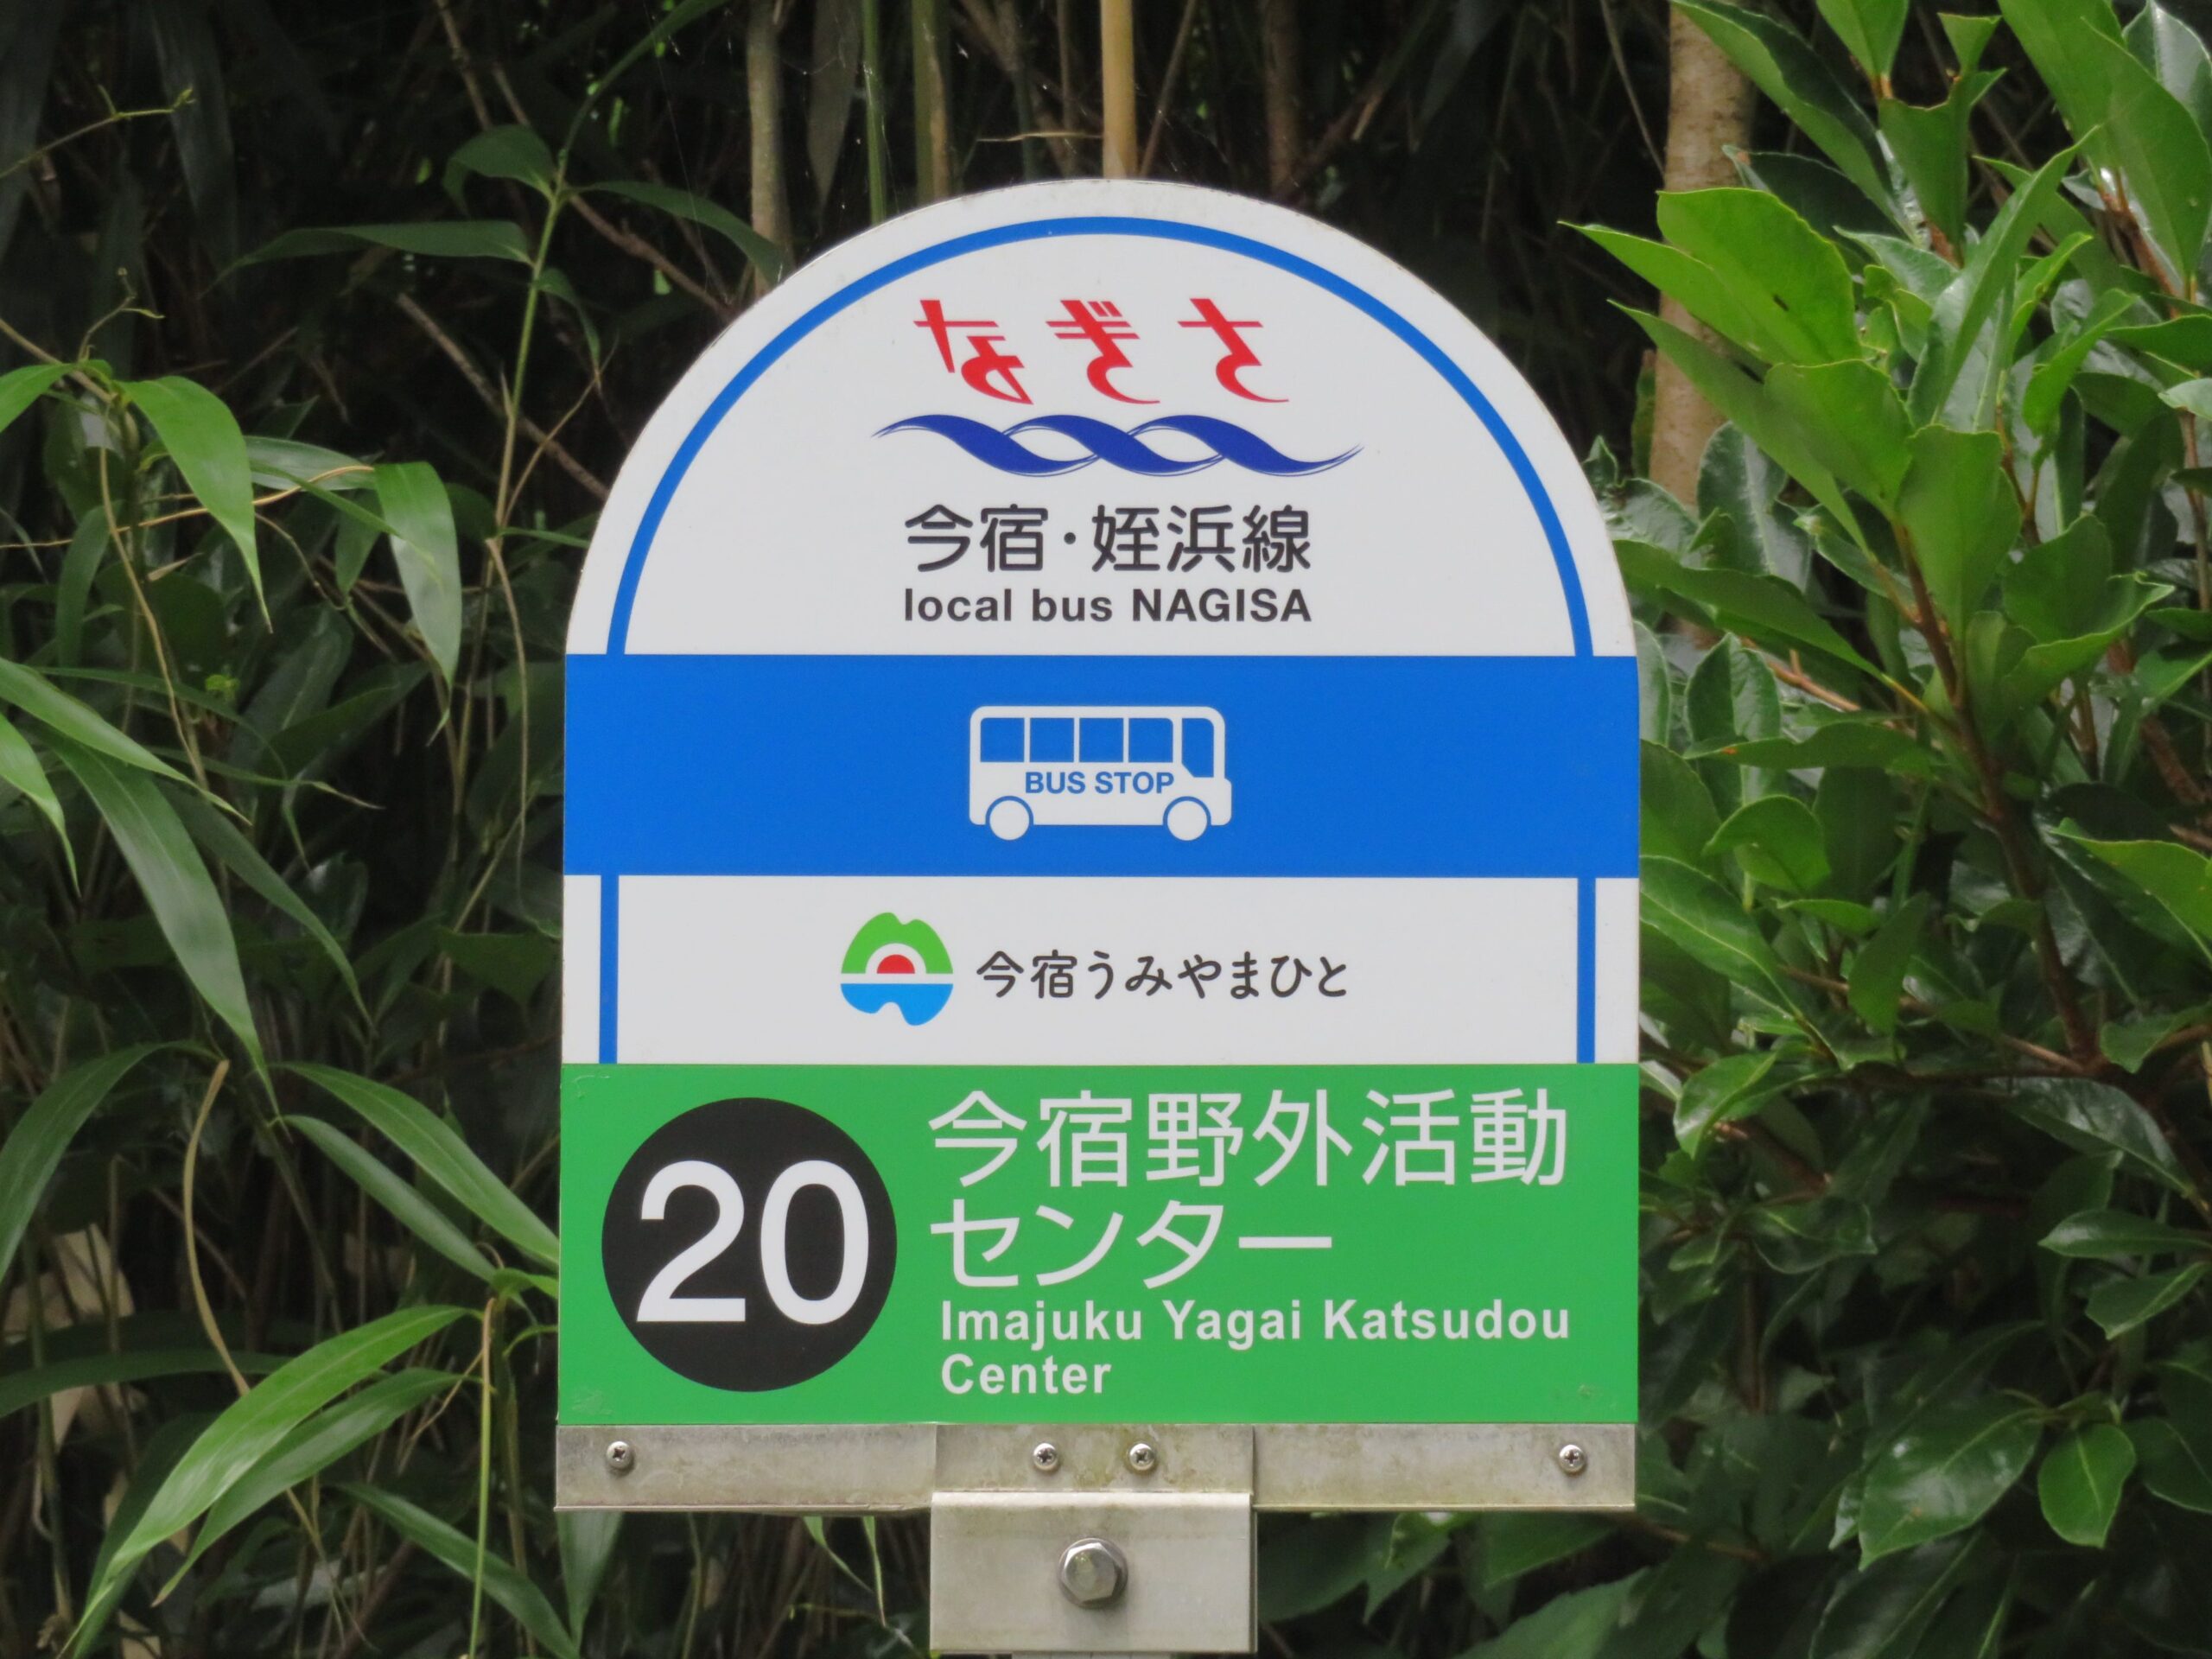 なぎさ
今宿・姪浜線
local bus NAGISA
BUS STOP
今宿うみやまひと
20
今宿野外活動
センター
Imajuku Yagai Katsudou
Center